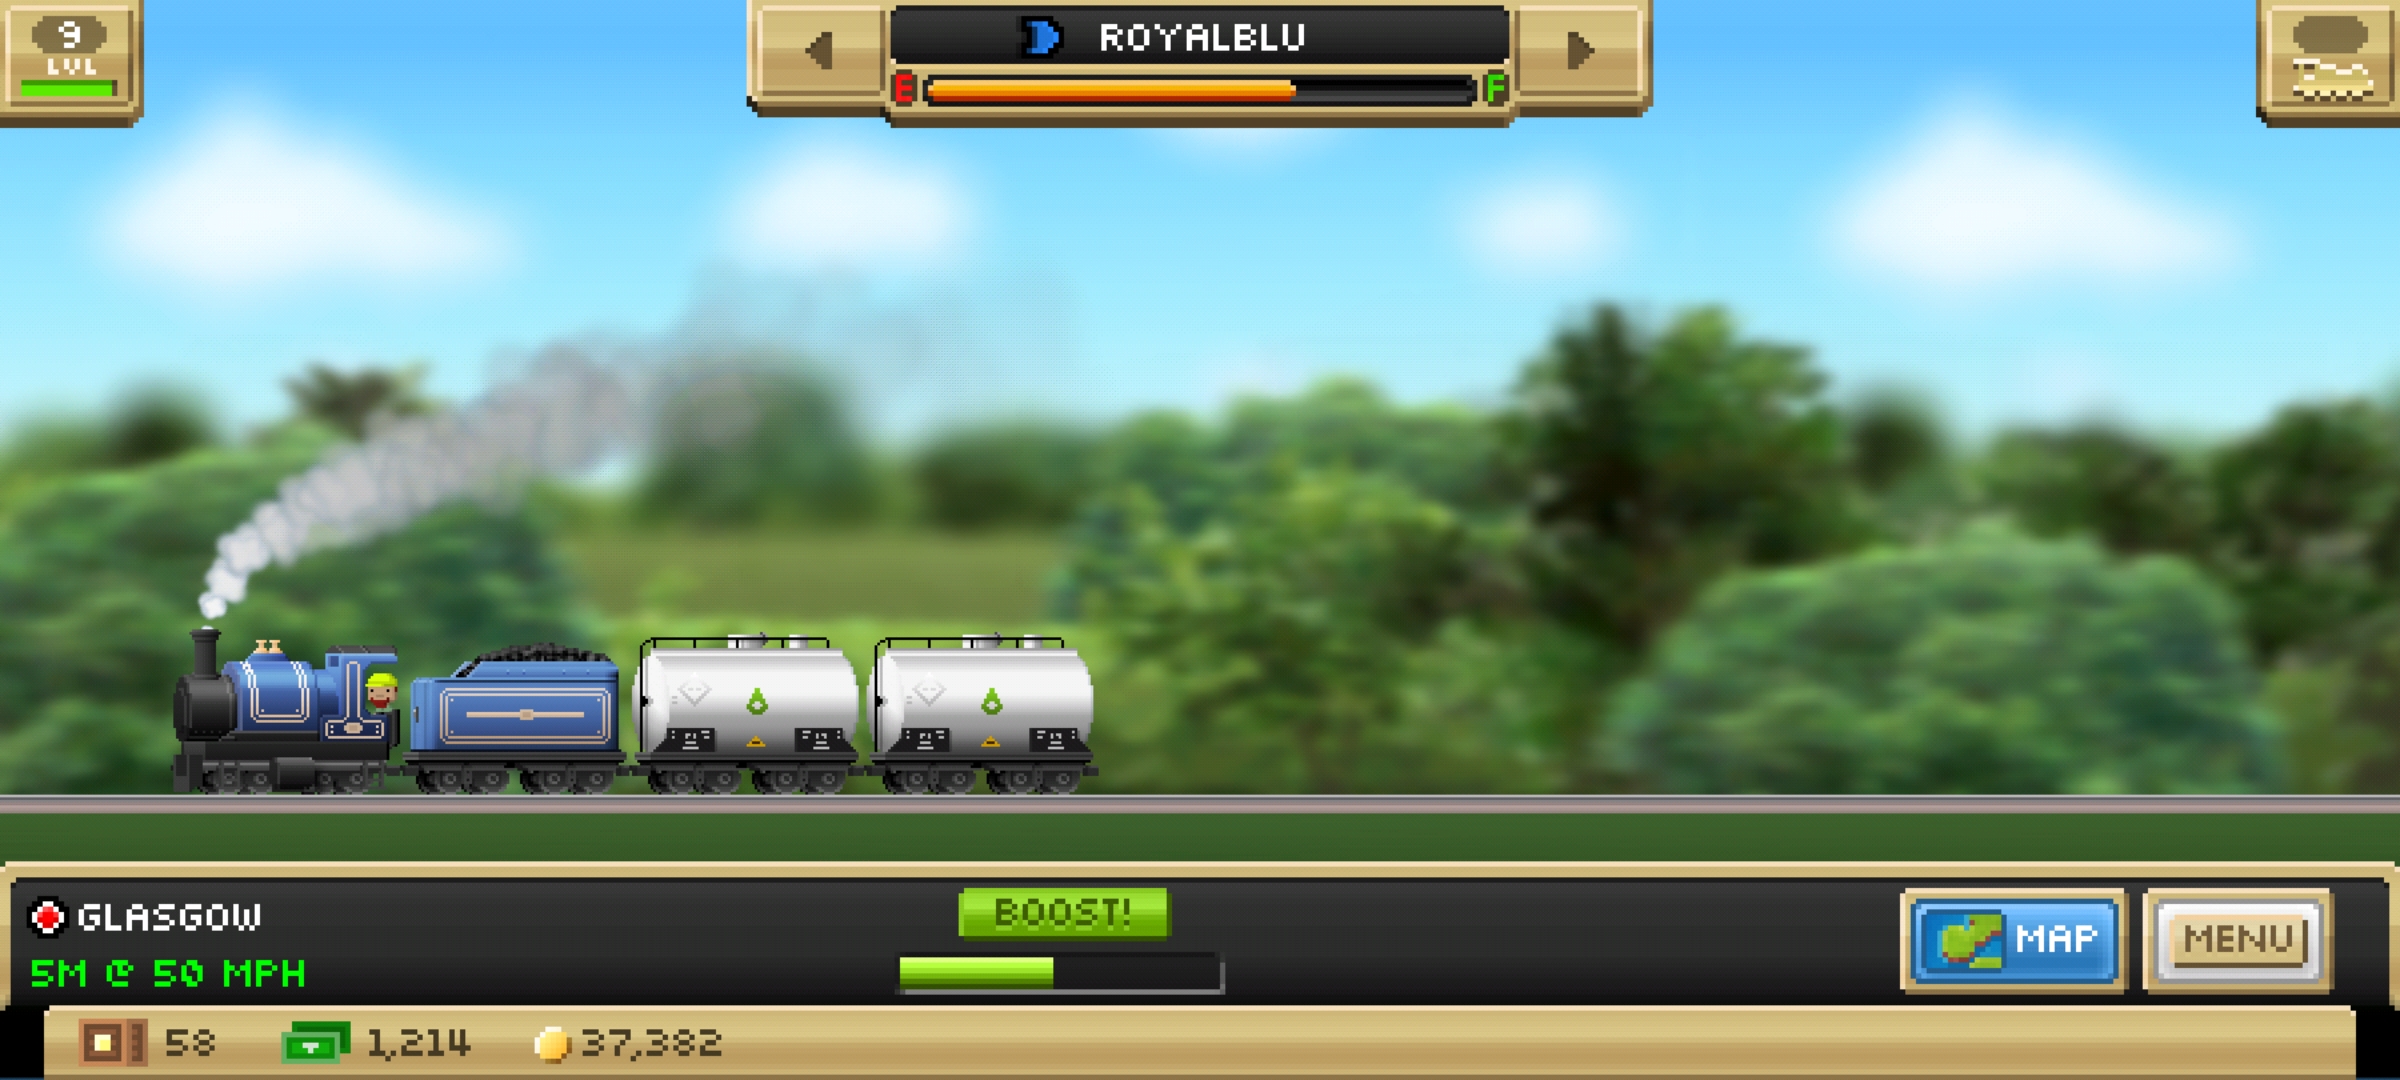 9
LVL
ROYALBLU
E F
GLASGOW
5M @ 50 MPH
BOOST!
MAP
MENU
58 1,214 37,382